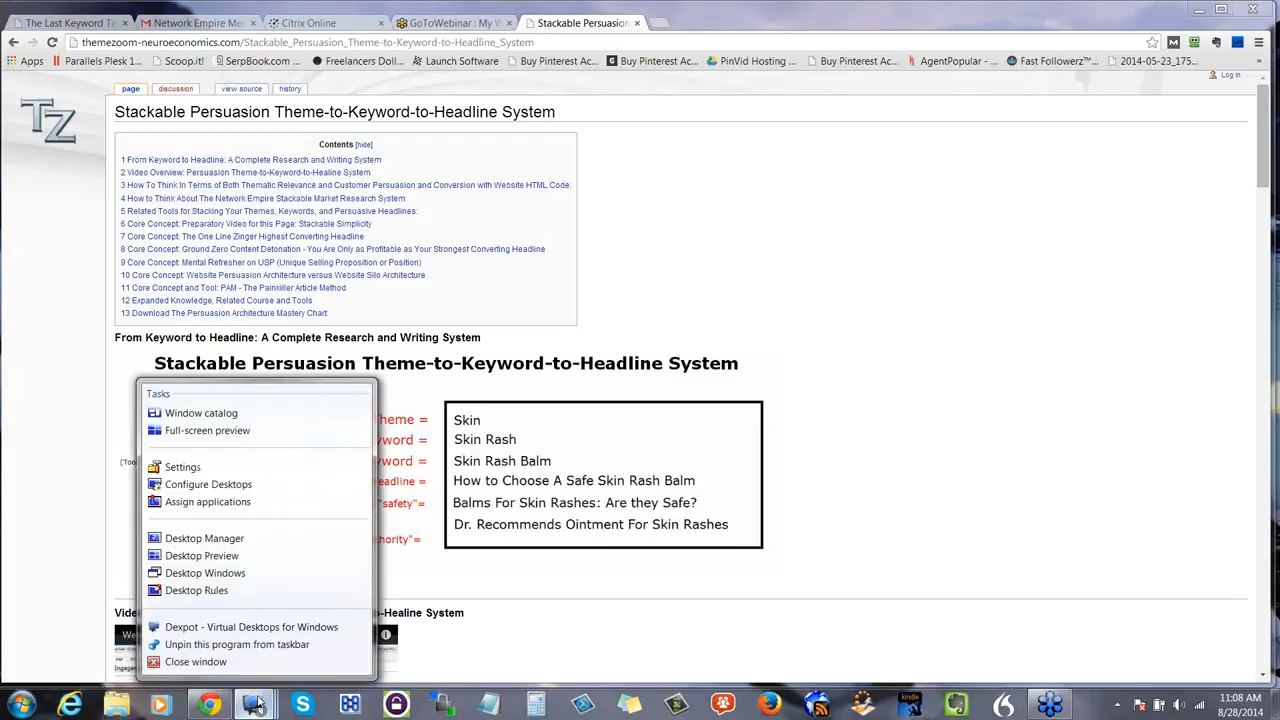 The Last Keyword To
Network Empire Me
Citrix Online
GoToWebinar : My W
Stackable Persuasion
themezoom-neuroeconomics.com/Stackable_Persuasion_Theme-to-Keyword-to-Headline_System
Apps
Parallels Plesk 1...
Scoop.it!
SerpBook.com ...
Freelancers Doll...
Launch Software
Buy Pinterest Ac...
Buy Pinterest Ac...
PinVid Hosting ...
Buy Pinterest Ac...
AgentPopular - ...
Fast Followerz™...
2014-05-23_175...
Log in
TZ
page
discussion
view source
history
Stackable Persuasion Theme-to-Keyword-to-Headline System
Contents [hide]
1 From Keyword to Headline: A Complete Research and Writing System
2 Video Overview: Persuation Theme-to-Keyword-to-Healine System
3 How To Think In Terms of Both Thematic Relevance and Customer Persuation and Conversion with Website HTML Code:
4 How to Think About The Network Empire Stackable Market Research System
5 Related Tools for Stacking Your Themes, Keywords, and Persuasive Headlines:
6 Core Concept: Preparatory Video for this Page: Stackable Simplicity
7 Core Concept: The One Line Zinger Highest Converting Headline
8 Core Concept: Ground Zero Content Detonation - You Are Only as Profitable as Your Strongest Converting Headline
9 Core Concept: Mental Refresher on USP (Unique Selling Proposition or Position)
10 Core Concept: Website Persuasion Architecture versus Website Silo Architecture
11 Core Concept and Tool: PAM - The Painkiller Article Method
12 Expanded Knowledge, Related Course and Tools
13 Download The Persuasion Architecture Mastery Chart
From Keyword to Headline: A Complete Research and Writing System
Stackable Persuasion Theme-to-Keyword-to-Headline System
Theme =
Skin
yword =
Skin Rash
yword =
Skin Rash Balm
(Too
eadline =
How to Choose A Safe Skin Rash Balm
"safety"=
Balms For Skin Rashes: Are they Safe?
Dr. Recommends Ointment For Skin Rashes
thority"=
Tasks
Window catalog
Full-screen preview
Settings
Configure Desktops
Assign applications
Desktop Manager
Desktop Preview
Desktop Windows
Desktop Rules
Dexpot - Virtual Desktops for Windows
Unpin this program from taskbar
Close window
Vide
n-Healine System
We
Engagem
kindle
11:08 AM
8/28/2014